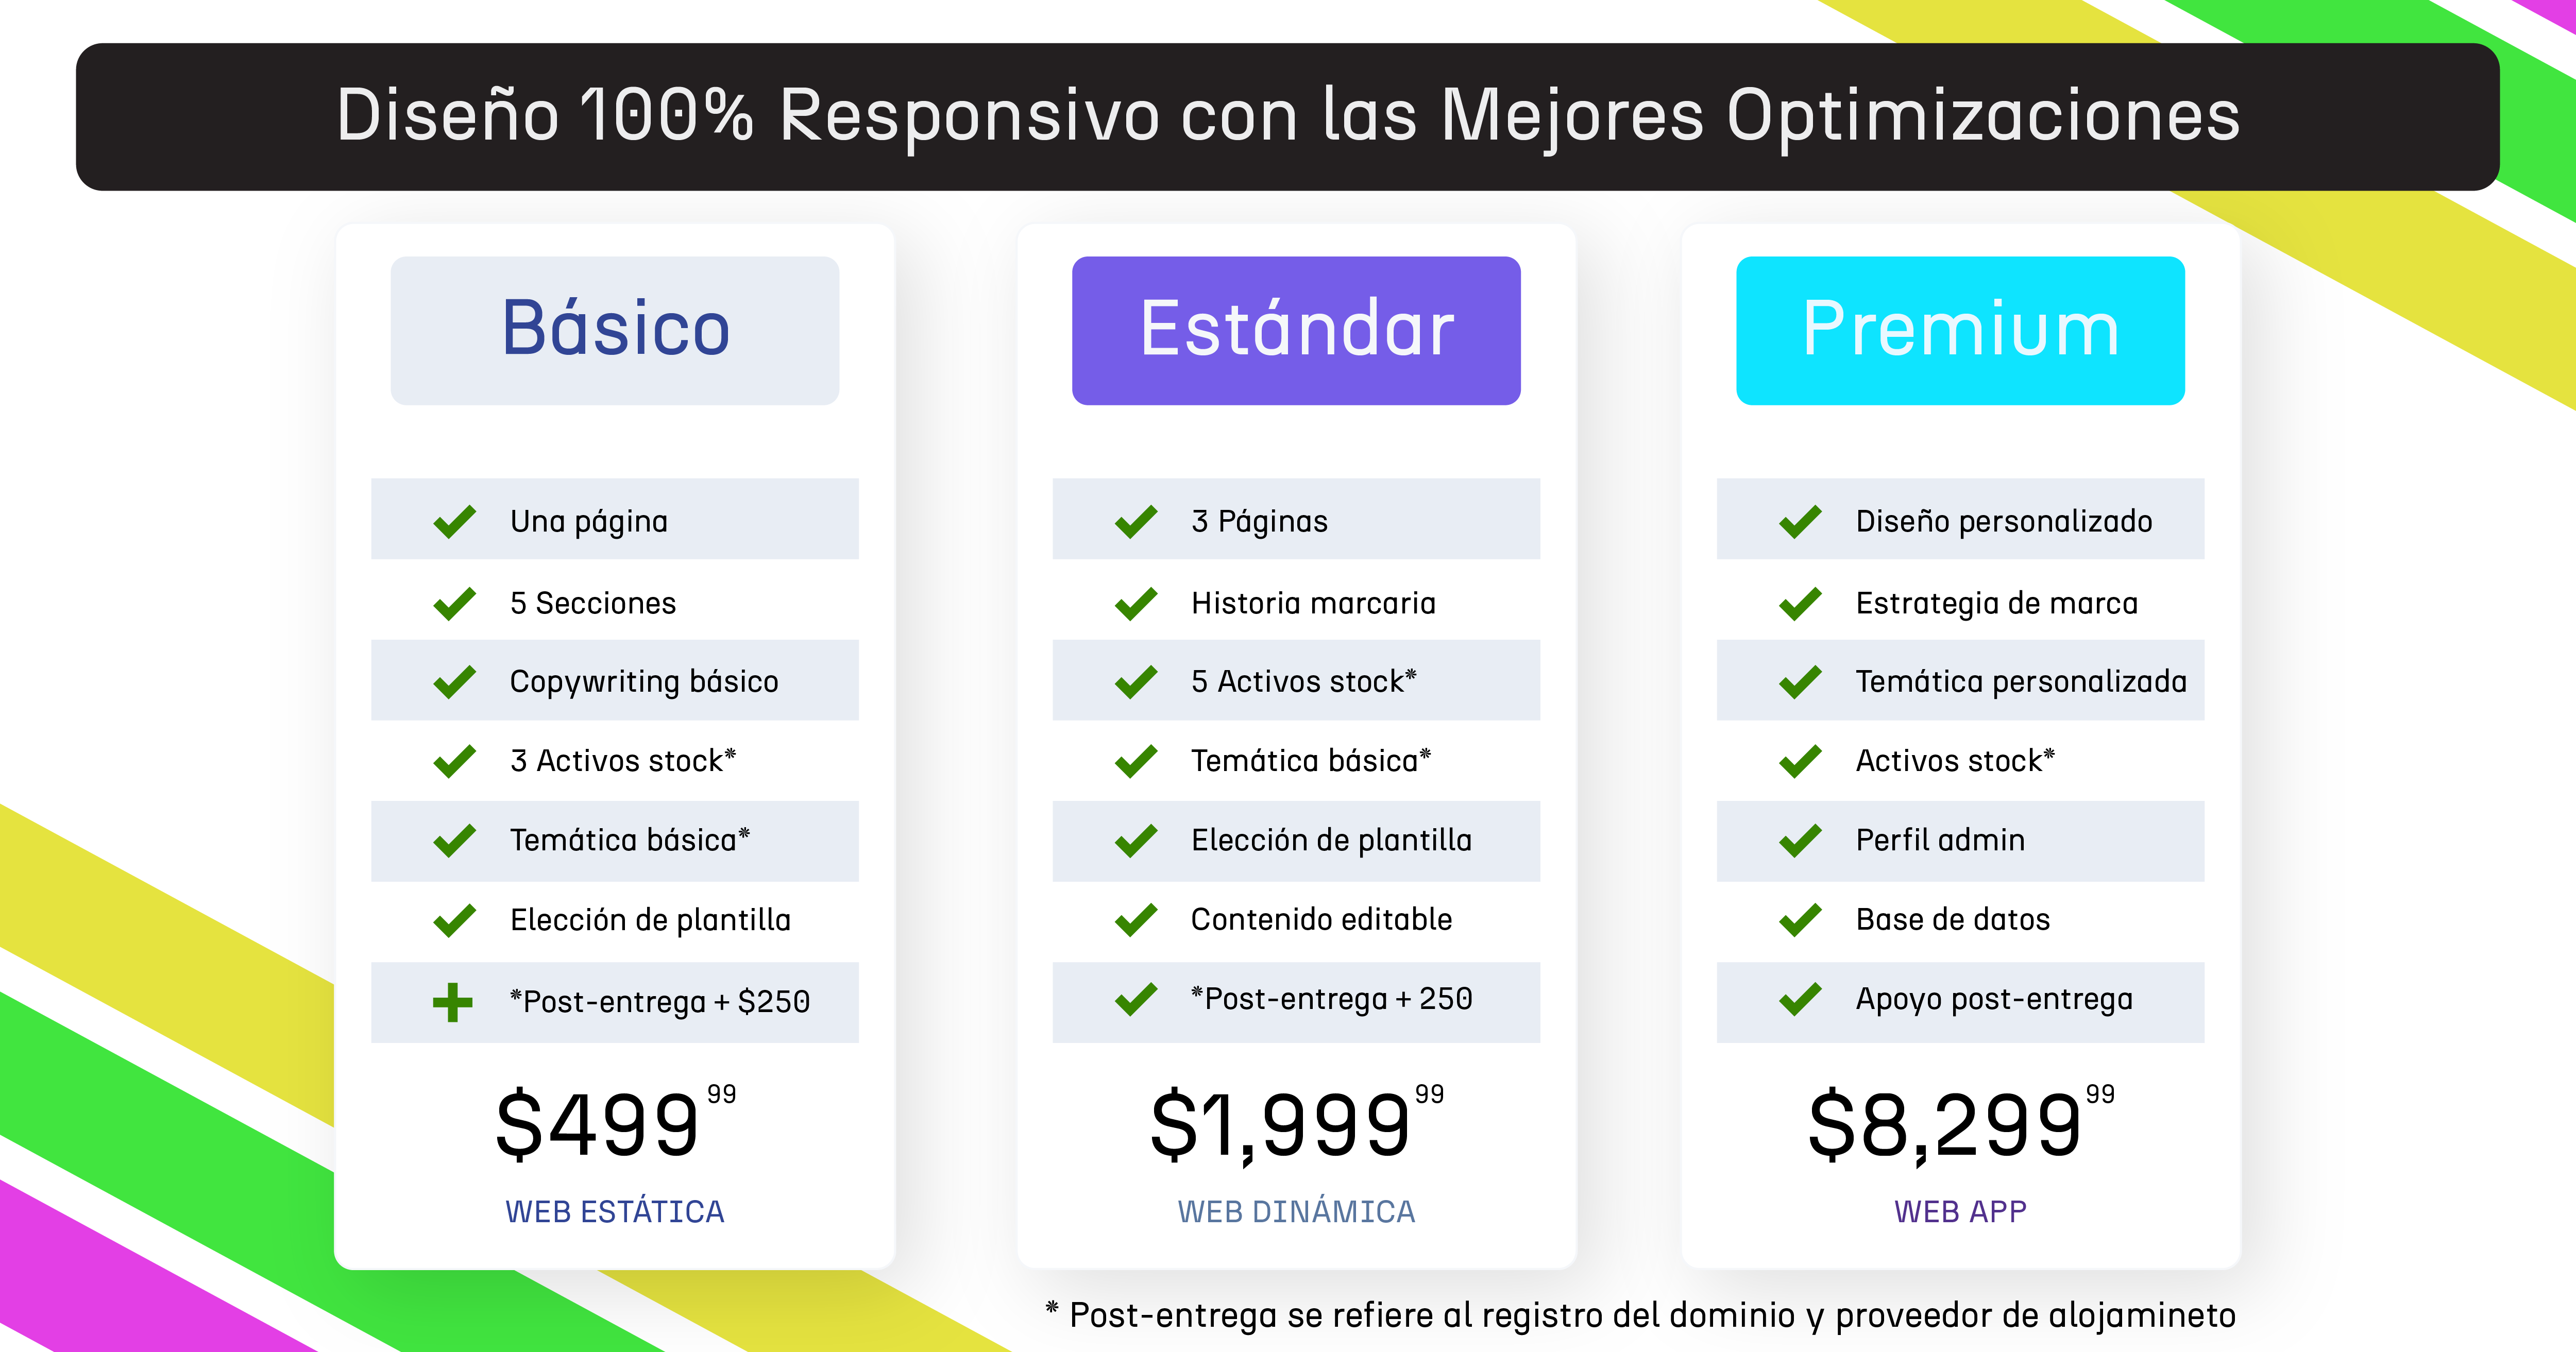 Diseño 100% Responsivo con las Mejores Optimizaciones
Básico
Una página
5 Secciones
Copywriting básico
3 Activos stock*
Temática básica*
Elección de plantilla
*Post-entrega + $250
$499 99
WEB ESTÁTICA
Estándar
3 Páginas
Historia marcaria
5 Activos stock*
Temática básica*
Elección de plantilla
Contenido editable
*Post-entrega + 250
$1,999 99
WEB DINÁMICA
Premium
Diseño personalizado
Estrategia de marca
Temática personalizada
Activos stock*
Perfil admin
Base de datos
Apoyo post-entrega
$8,299 99
WEB APP
* Post-entrega se refiere al registro del dominio y proveedor de alojamineto